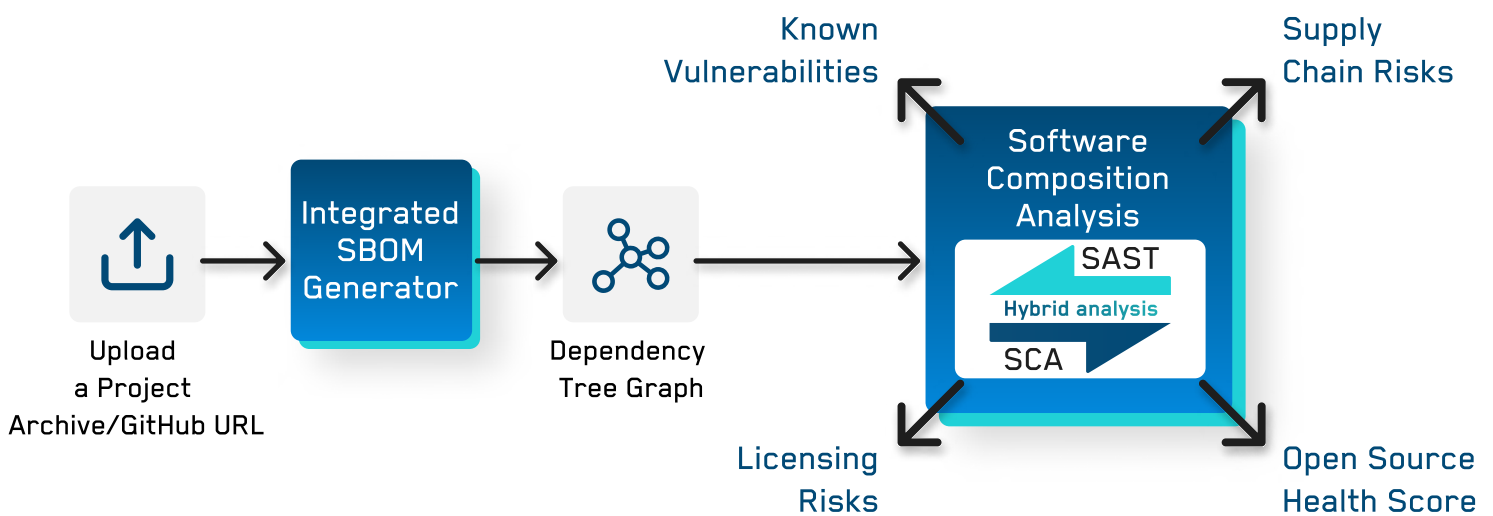 Known
Vulnerabilities
Supply
Chain Risks
Upload
a Project
Archive/GitHub URL
Integrated
SBOM
Generator
Dependency
Tree Graph
Software
Composition
Analysis
SAST
Hybrid analysis
SCA
Licensing
Risks
Open Source
Health Score